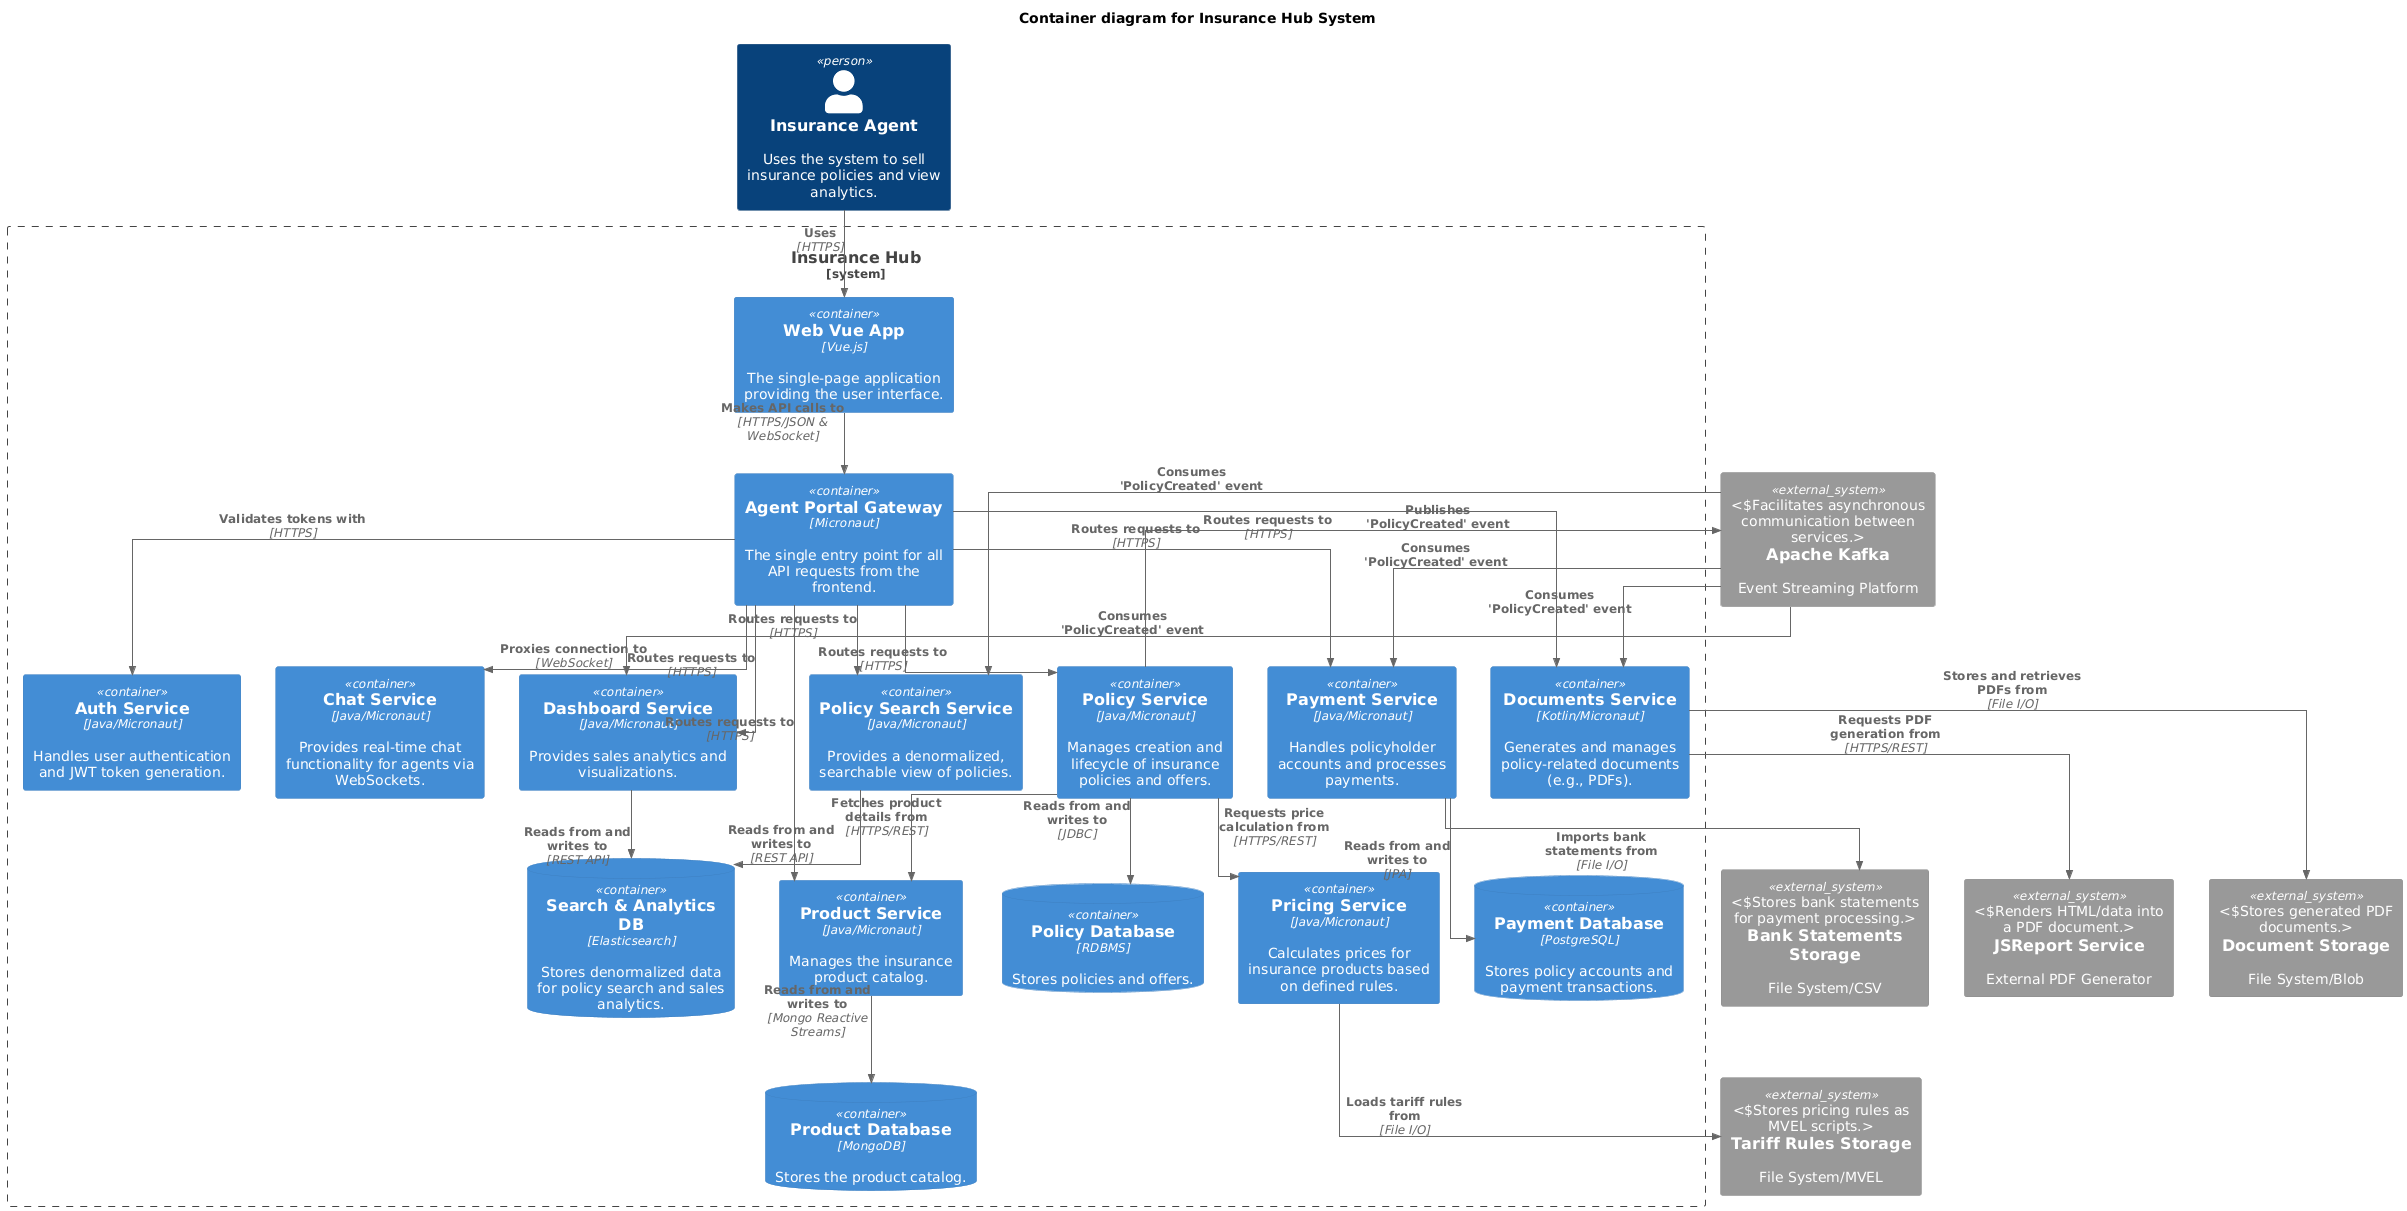 Container diagram for Insurance Hub System
«person»
Insurance Agent
Uses the system to sell
insurance policies and view
analytics.
Uses
[HTTPS]
Insurance Hub
[system]
«container»
Web Vue App
[Vue.js]
The single-page application
providing the user interface.
Makes API calls to
[HTTPS/JSON &
WebSocket]
«container»
Agent Portal Gateway
[Micronaut]
The single entry point for all
API requests from the
frontend.
«external_system»
<$Facilitates asynchronous
communication between
services.>
Apache Kafka
Event Streaming Platform
Consumes
'PolicyCreated' event
Publishes
'PolicyCreated' event
Routes requests to
[HTTPS]
Routes requests to
[HTTPS]
Consumes
'PolicyCreated' event
Consumes
'PolicyCreated' event
Consumes
'PolicyCreated' event
Validates tokens with
[HTTPS]
Routes requests to
[HTTPS]
Proxies connection to
[WebSocket]
Routes requests to
[HTTPS]
Routes requests to
[HTTPS]
Routes requests to
[HTTPS]
«container»
Auth Service
[Java/Micronaut]
Handles user authentication
and JWT token generation.
«container»
Chat Service
[Java/Micronaut]
Provides real-time chat
functionality for agents via
WebSockets.
«container»
Dashboard Service
[Java/Micronaut]
Provides sales analytics and
visualizations.
«container»
Policy Search Service
[Java/Micronaut]
Provides a denormalized,
searchable view of policies.
«container»
Policy Service
[Java/Micronaut]
Manages creation and
lifecycle of insurance
policies and offers.
«container»
Payment Service
[Java/Micronaut]
Handles policyholder
accounts and processes
payments.
«container»
Documents Service
[Kotlin/Micronaut]
Generates and manages
policy-related documents
(e.g., PDFs).
Stores and retrieves
PDFs from
[File I/O]
Requests PDF
generation from
[HTTPS/REST]
Reads from and
writes to
[REST API]
Reads from and
writes to
[REST API]
Fetches product
details from
[HTTPS/REST]
Reads from and
writes to
[JDBC]
Requests price
calculation from
[HTTPS/REST]
Reads from and
writes to
[JPA]
Imports bank
statements from
[File I/O]
«container»
Search & Analytics
DB
[Elasticsearch]
Stores denormalized data
for policy search and sales
analytics.
«container»
Product Service
[Java/Micronaut]
Manages the insurance
product catalog.
«container»
Policy Database
[RDBMS]
Stores policies and offers.
«container»
Pricing Service
[Java/Micronaut]
Calculates prices for
insurance products based
on defined rules.
«container»
Payment Database
[PostgreSQL]
Stores policy accounts and
payment transactions.
«external_system»
<$Stores bank statements
for payment processing.>
Bank Statements
Storage
File System/CSV
«external_system»
<$Renders HTML/data into
a PDF document.>
JSReport Service
External PDF Generator
«external_system»
<$Stores generated PDF
documents.>
Document Storage
File System/Blob
Reads from and
writes to
[Mongo Reactive
Streams]
Loads tariff rules
from
[File I/O]
«container»
Product Database
[MongoDB]
Stores the product catalog.
«external_system»
<$Stores pricing rules as
MVEL scripts.>
Tariff Rules Storage
File System/MVEL